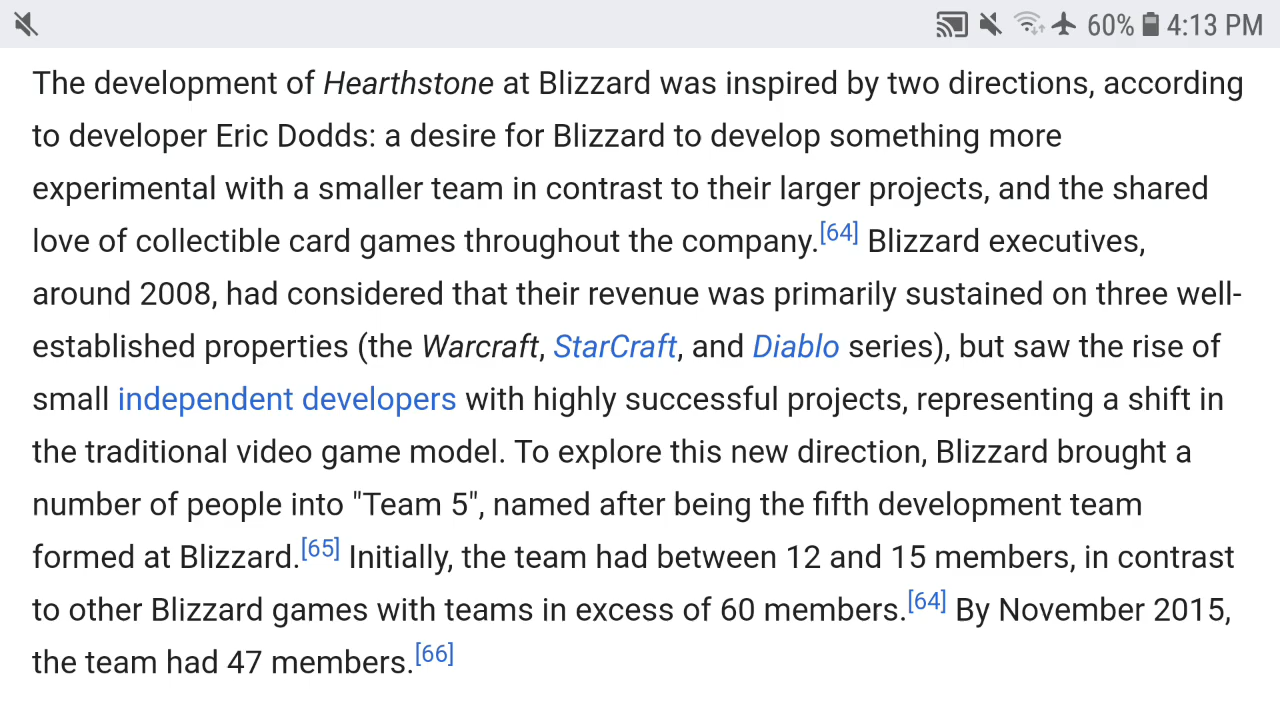 60% 4:13 PM
The development of Hearthstone at Blizzard was inspired by two directions, according
to developer Eric Dodds: a desire for Blizzard to develop something more
experimental with a smaller team in contrast to their larger projects, and the shared
love of collectible card games throughout the company.[64] Blizzard executives,
around 2008, had considered that their revenue was primarily sustained on three well-
established properties (the Warcraft, StarCraft, and Diablo series), but saw the rise of
small independent developers with highly successful projects, representing a shift in
the traditional video game model. To explore this new direction, Blizzard brought a
number of people into "Team 5", named after being the fifth development team
formed at Blizzard.[65] Initially, the team had between 12 and 15 members, in contrast
to other Blizzard games with teams in excess of 60 members.[64] By November 2015,
the team had 47 members.[66]